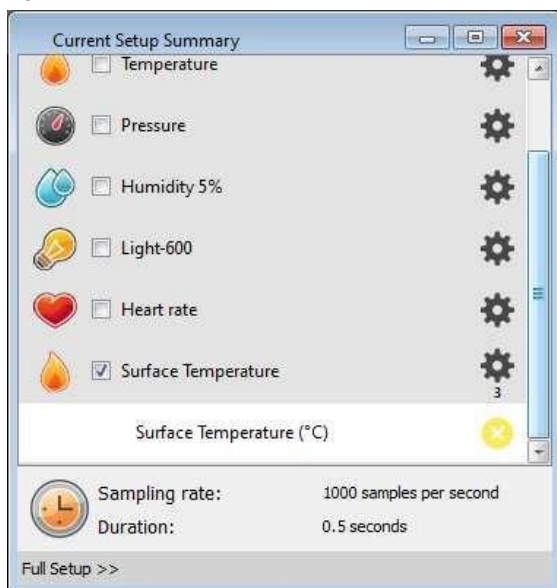 Current Setup Summary
Temperature
Pressure
Humidity 5%
Light-600
Heart rate
Surface Temperature
3
Surface Temperature (°C)
Sampling rate: 1000 samples per second
Duration: 0.5 seconds
Full Setup >>